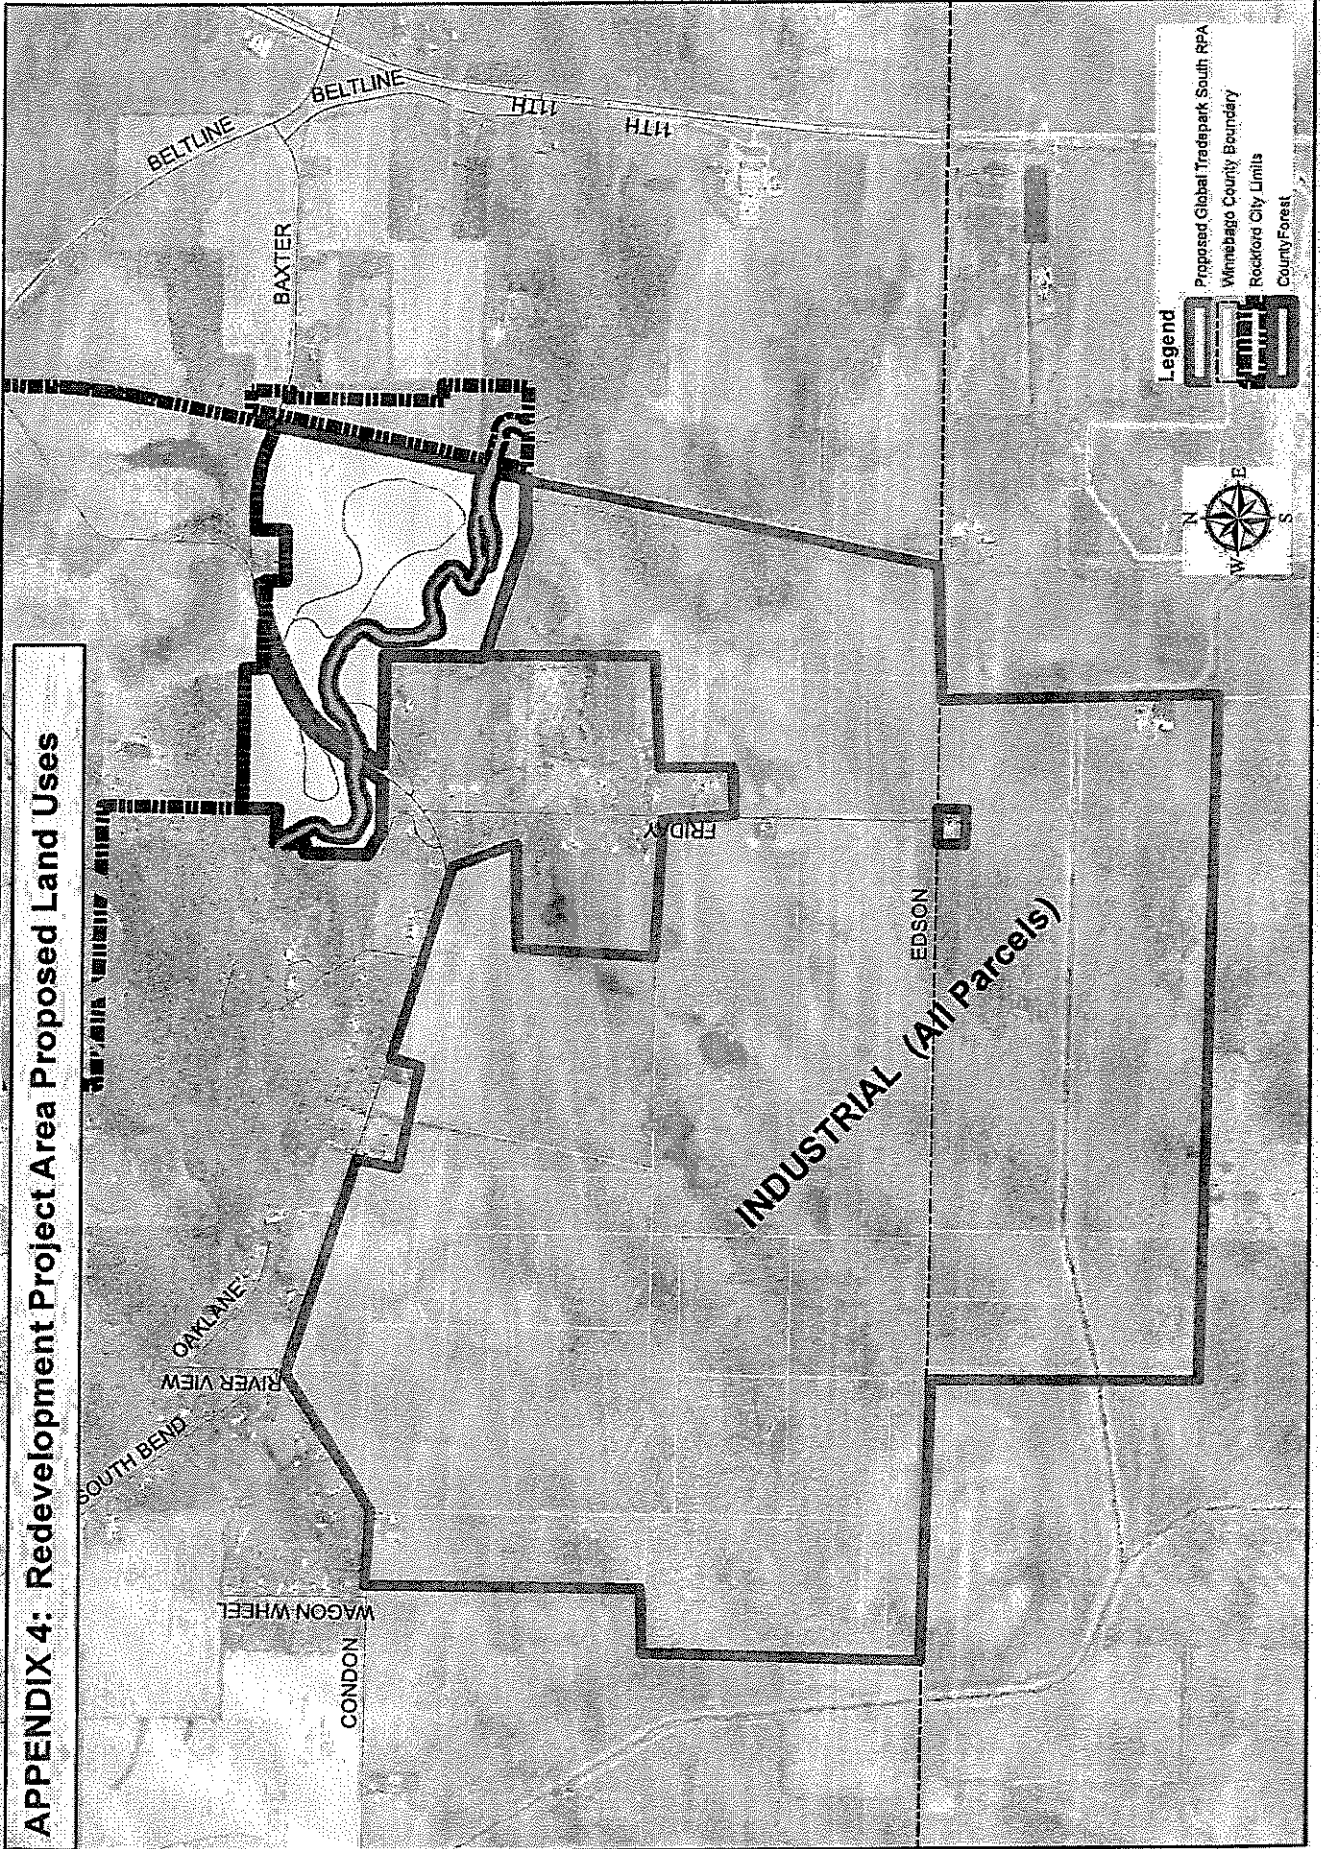 APPENDIX 4: Redevelopment Project Area Proposed Land Uses
SOUTH BEND
OAKLANE
RIVER VIEW
WAGON WHEEL
CONDON
BELTLINE
BELTLINE
BAXTER
11TH
11TH
FRIDAY
EDSON
INDUSTRIAL (All Parcels)
N
W E
S
Legend
Proposed Global Tradepark South RPA
Winnebago County Boundary
Rockford City Limits
CountyForest